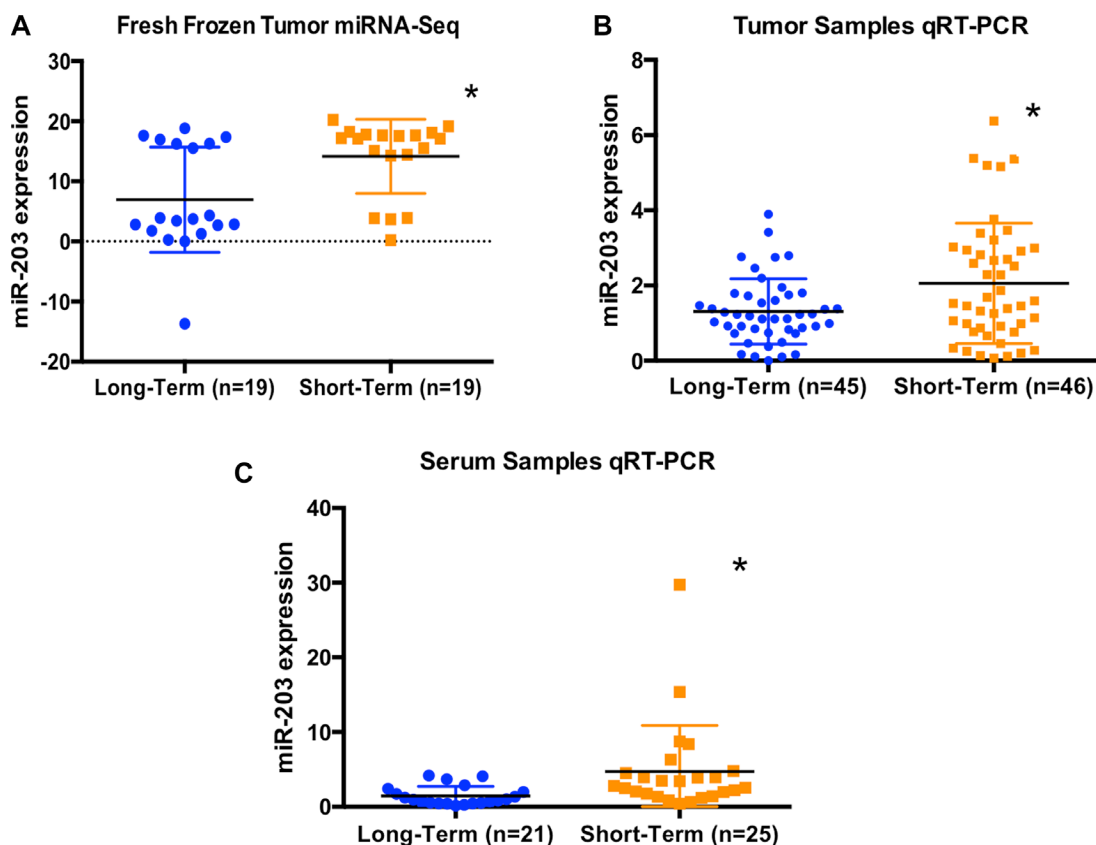 A
Fresh Frozen Tumor miRNA-Seq
miR-203 expression
30
20
10
0
-10
-20
*
Long-Term (n=19)
Short-Term (n=19)
B
Tumor Samples qRT-PCR
miR-203 expression
8
6
4
2
0
*
Long-Term (n=45)
Short-Term (n=46)
C
Serum Samples qRT-PCR
miR-203 expression
40
30
20
10
0
*
Long-Term (n=21)
Short-Term (n=25)